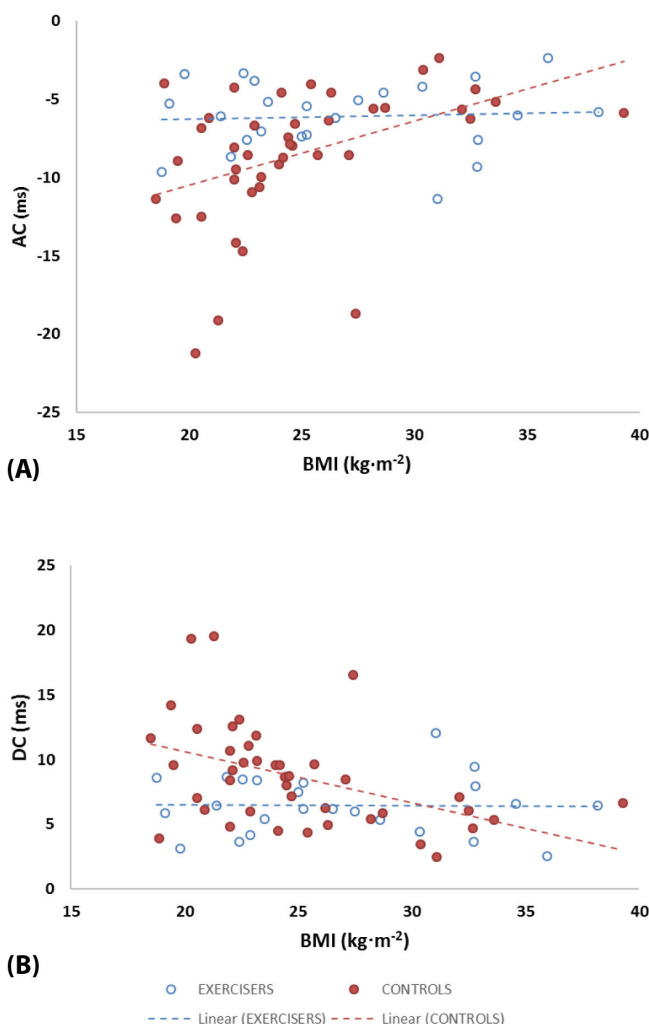 0
-5
-10
-15
-20
-25
AC (ms)
15 20 25 30 35 40
BMI (kg·m-2)
(A)
25
20
15
10
5
0
DC (ms)
15 20 25 30 35 40
BMI (kg·m-2)
(B)
EXERCISERS CONTROLS
Linear (EXERCISERS) Linear (CONTROLS)